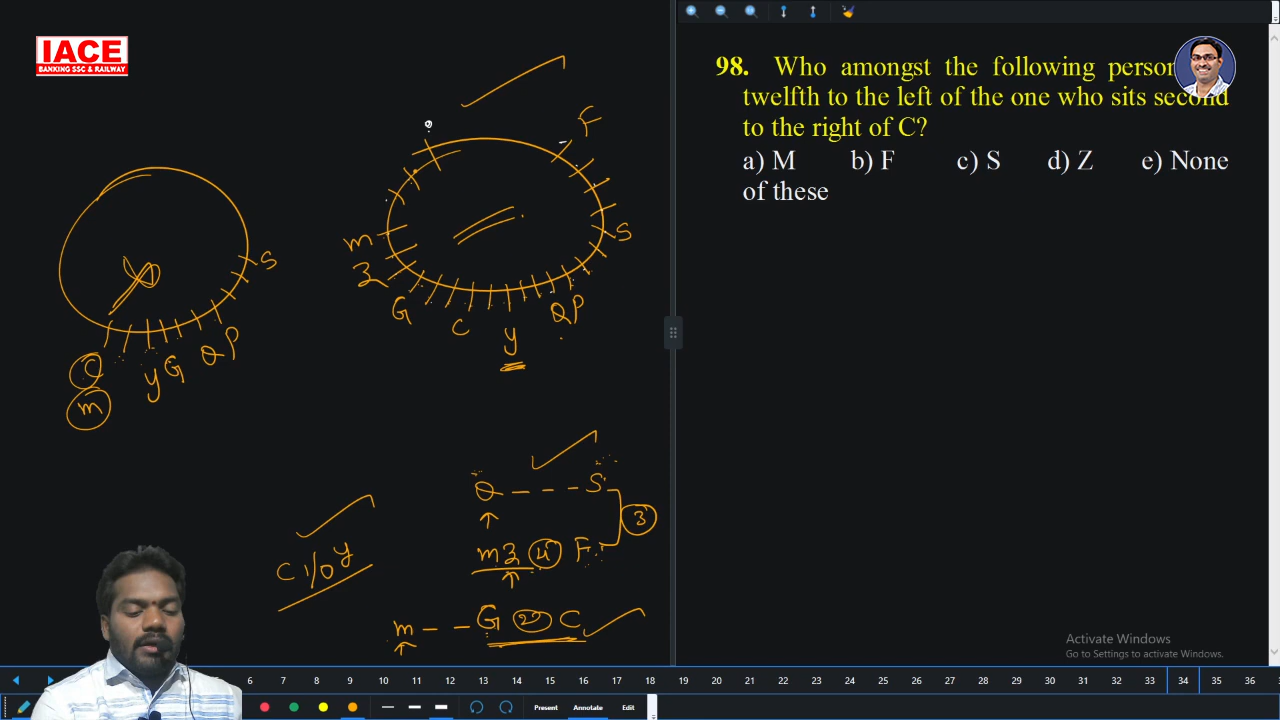 IACE
BANKING SSC & RAILWAY
98. Who amongst the following person
twelfth to the left of the one who sits second
to the right of C?
a) M b) F c) S d) Z e) None
of these
F
S
m
Z
G
C
y
Q P
S
P
Q
G
y
C
m
Q - - - S
3
m Z 4 F
C 1/0 y
m - - G 2 C
Activate Windows
Go to Settings to activate Windows.
6 7 8 9 10 11 12 13 14 15 16 17 18 19 20 21 22 23 24 25 26 27 28 29 30 31 32 33 34 35 36
Present Annotate Edit